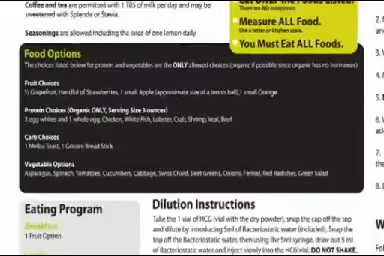 Coffee and tea are permitted with 1 TBS of milk per day and may be
sweetened with Splenda or Stevia.
Seasonings are allowed including the juice of one lemon daily
There are NO
Measure ALL Food.
Use a letter or kitchen scale.
You Must Eat ALL Foods.
Food Options
The choices listed below for protein and vegetables are the ONLY allowed choices (organic if possible since organic has no hormones)
Fruit Choices
½ Grapefruit, Handful of Strawberries, 1 small Apple (approximate size of a tennis ball), 1 small Orange
Protein Choices (Organic ONLY, Serving Size 3 ounces)
3 egg whites and 1 whole egg, Chicken, White Fish, Lobster, Crab, Shrimp, Veal, Beef
Carb Choices
1 Melba Toast, 1 Grissini Bread Stick
Vegetable Options
Asparagus, Spinach, Tomatoes, Cucumbers, Cabbage, Swiss Chard, Beet Greens, Onions, Fennel, Red Radishes, Green Salad
Eating Program
Breakfast
1 Fruit Option
Dilution Instructions
Take the 1 vial of HCG (vial with the dry powder), snap the cap off the top
and dilute by introducing 5ml of Bacteriostatic water (included). Snap the
top off the Bacteriostatic water, then using the 5ml syringe, draw out 5 ml
of Bacteriostatic water and inject slowly into the HCG vial. DO NOT SHAKE.